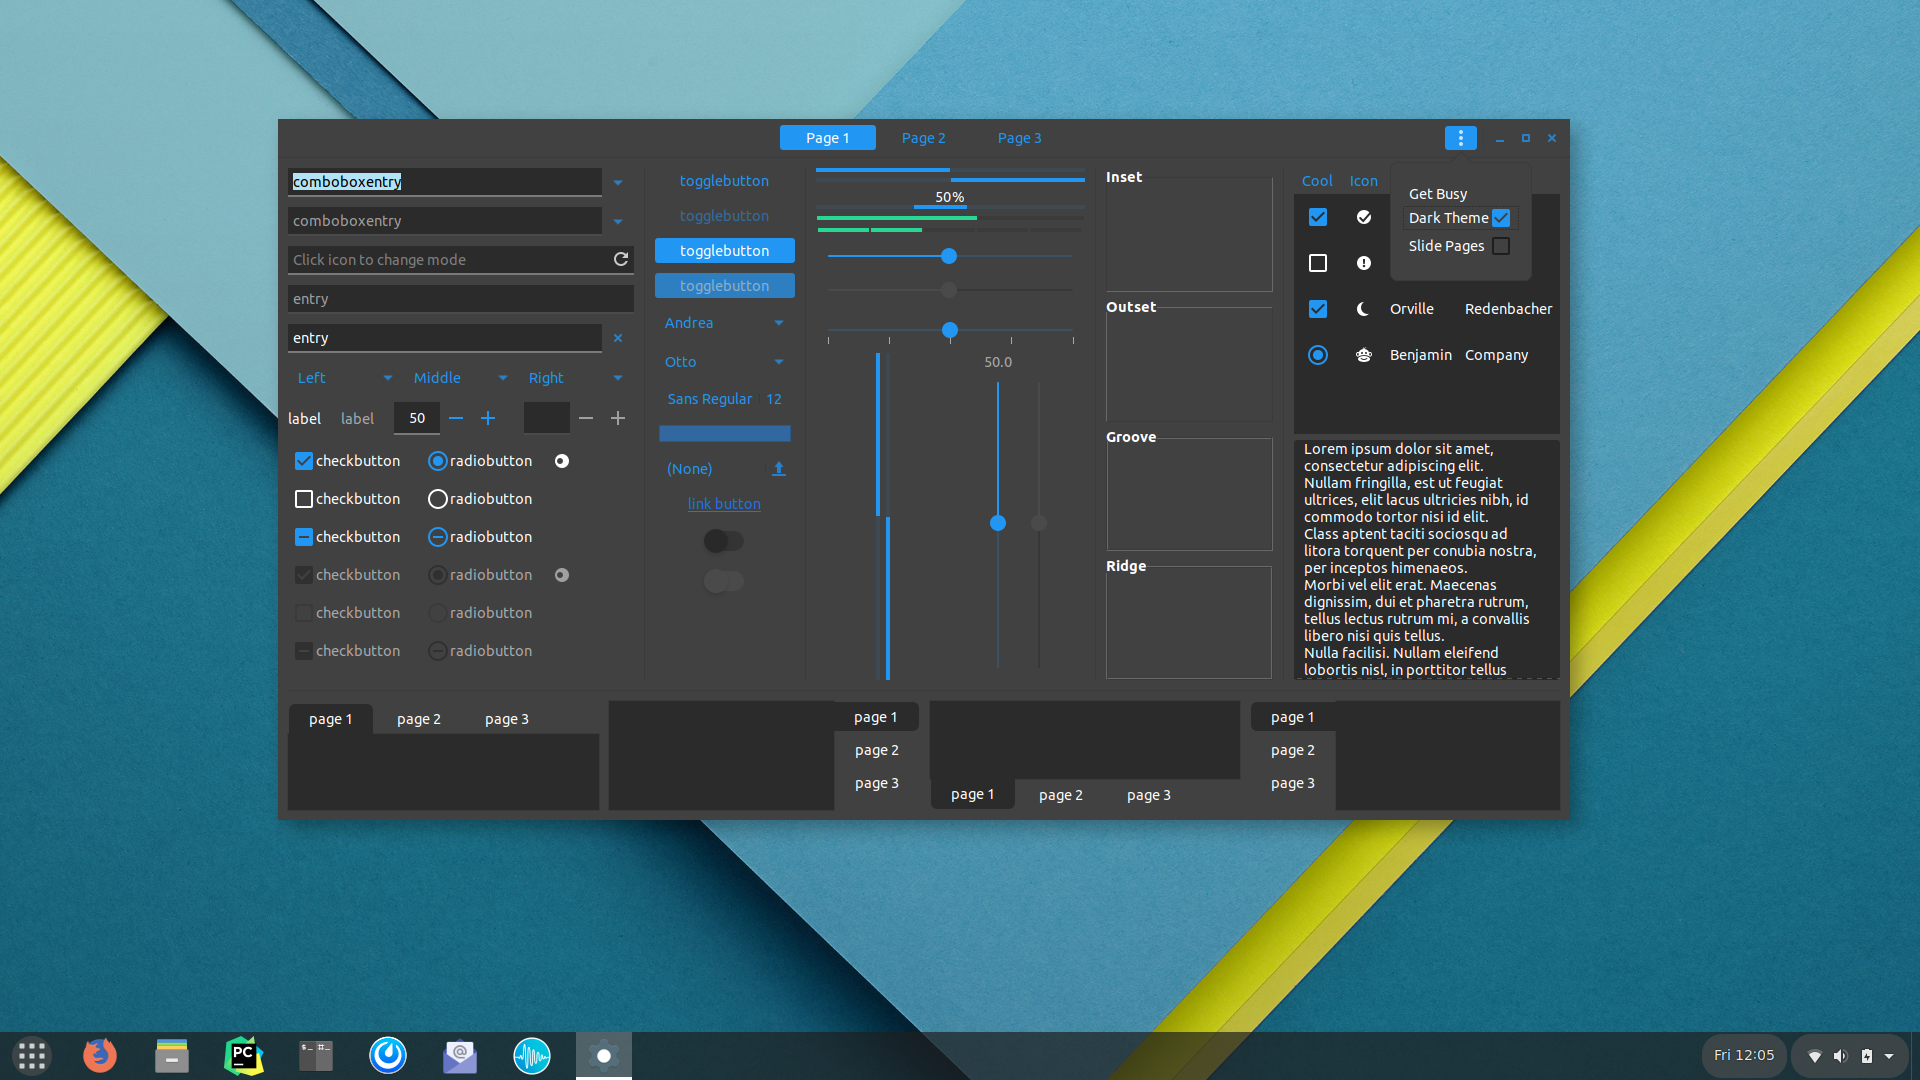 Page 1
Page 2
Page 3
comboboxentry
comboboxentry
Click icon to change mode
entry
entry
Left
Middle
Right
label
label
50
checkbutton
radiobutton
checkbutton
radiobutton
checkbutton
radiobutton
checkbutton
radiobutton
checkbutton
radiobutton
checkbutton
radiobutton
togglebutton
togglebutton
togglebutton
togglebutton
Andrea
Otto
Sans Regular 12
(None)
link button
50%
50.0
Inset
Outset
Groove
Ridge
Cool
Icon
Get Busy
Dark Theme
Slide Pages
Orville Redenbacher
Benjamin Company
Lorem ipsum dolor sit amet,
consectetur adipiscing elit.
Nullam fringilla, est ut feugiat
ultrices, elit lacus ultricies nibh, id
commodo tortor nisi id elit.
Class aptent taciti sociosqu ad
litora torquent per conubia nostra,
per inceptos himenaeos.
Morbi vel elit erat. Maecenas
dignissim, dui et pharetra rutrum,
tellus lectus rutrum mi, a convallis
libero nisi quis tellus.
Nulla facilisi. Nullam eleifend
lobortis nisl, in porttitor tellus
page 1
page 2
page 3
page 1
page 2
page 3
page 1
page 2
page 3
page 1
page 2
page 3
PC
Fri 12:05